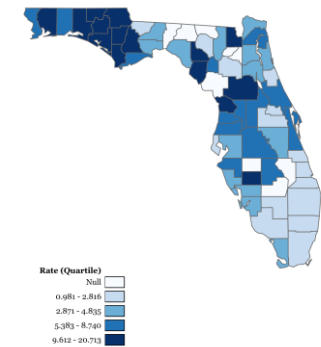 Rate (Quartile)
Null
0.981 - 2.816
2.871 - 4.835
5.383 - 8.740
9.612 - 20.713